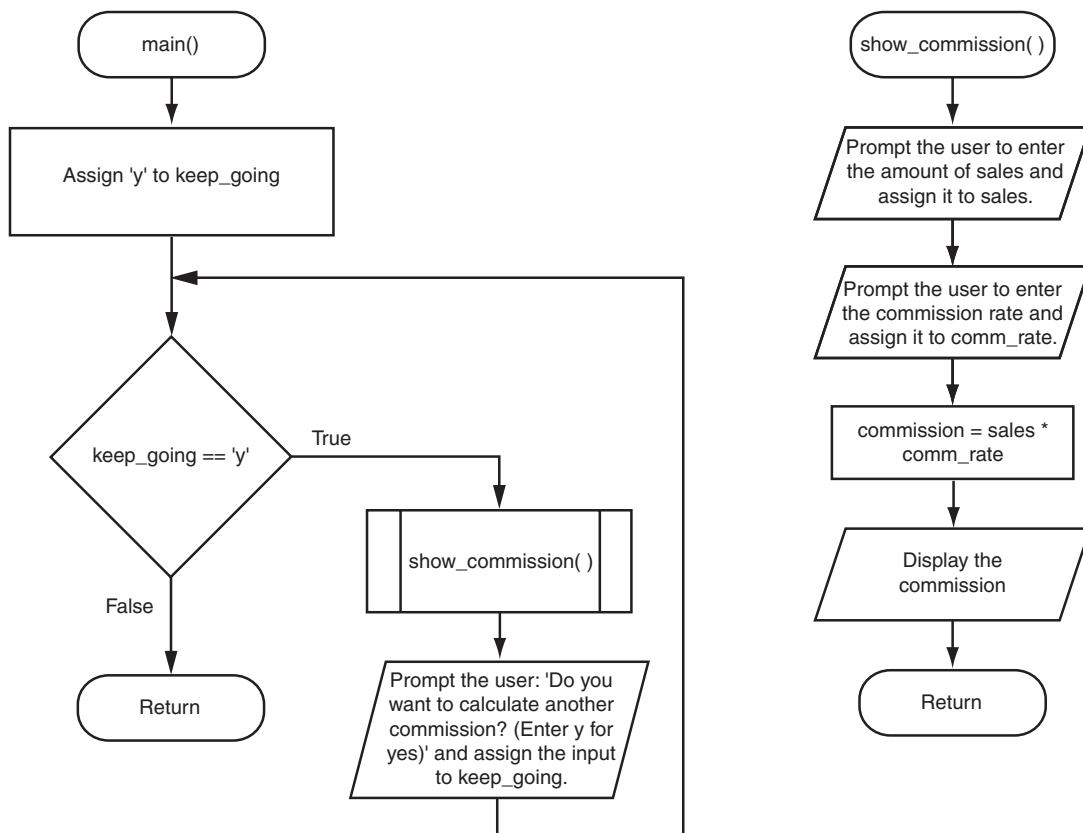 main()
Assign 'y' to keep_going
keep_going == 'y'
True
False
show_commission( )
Prompt the user: 'Do you
want to calculate another
commission? (Enter y for
yes)' and assign the input
to keep_going.
Return
show_commission( )
Prompt the user to enter
the amount of sales and
assign it to sales.
Prompt the user to enter
the commission rate and
assign it to comm_rate.
commission = sales *
comm_rate
Display the
commission
Return